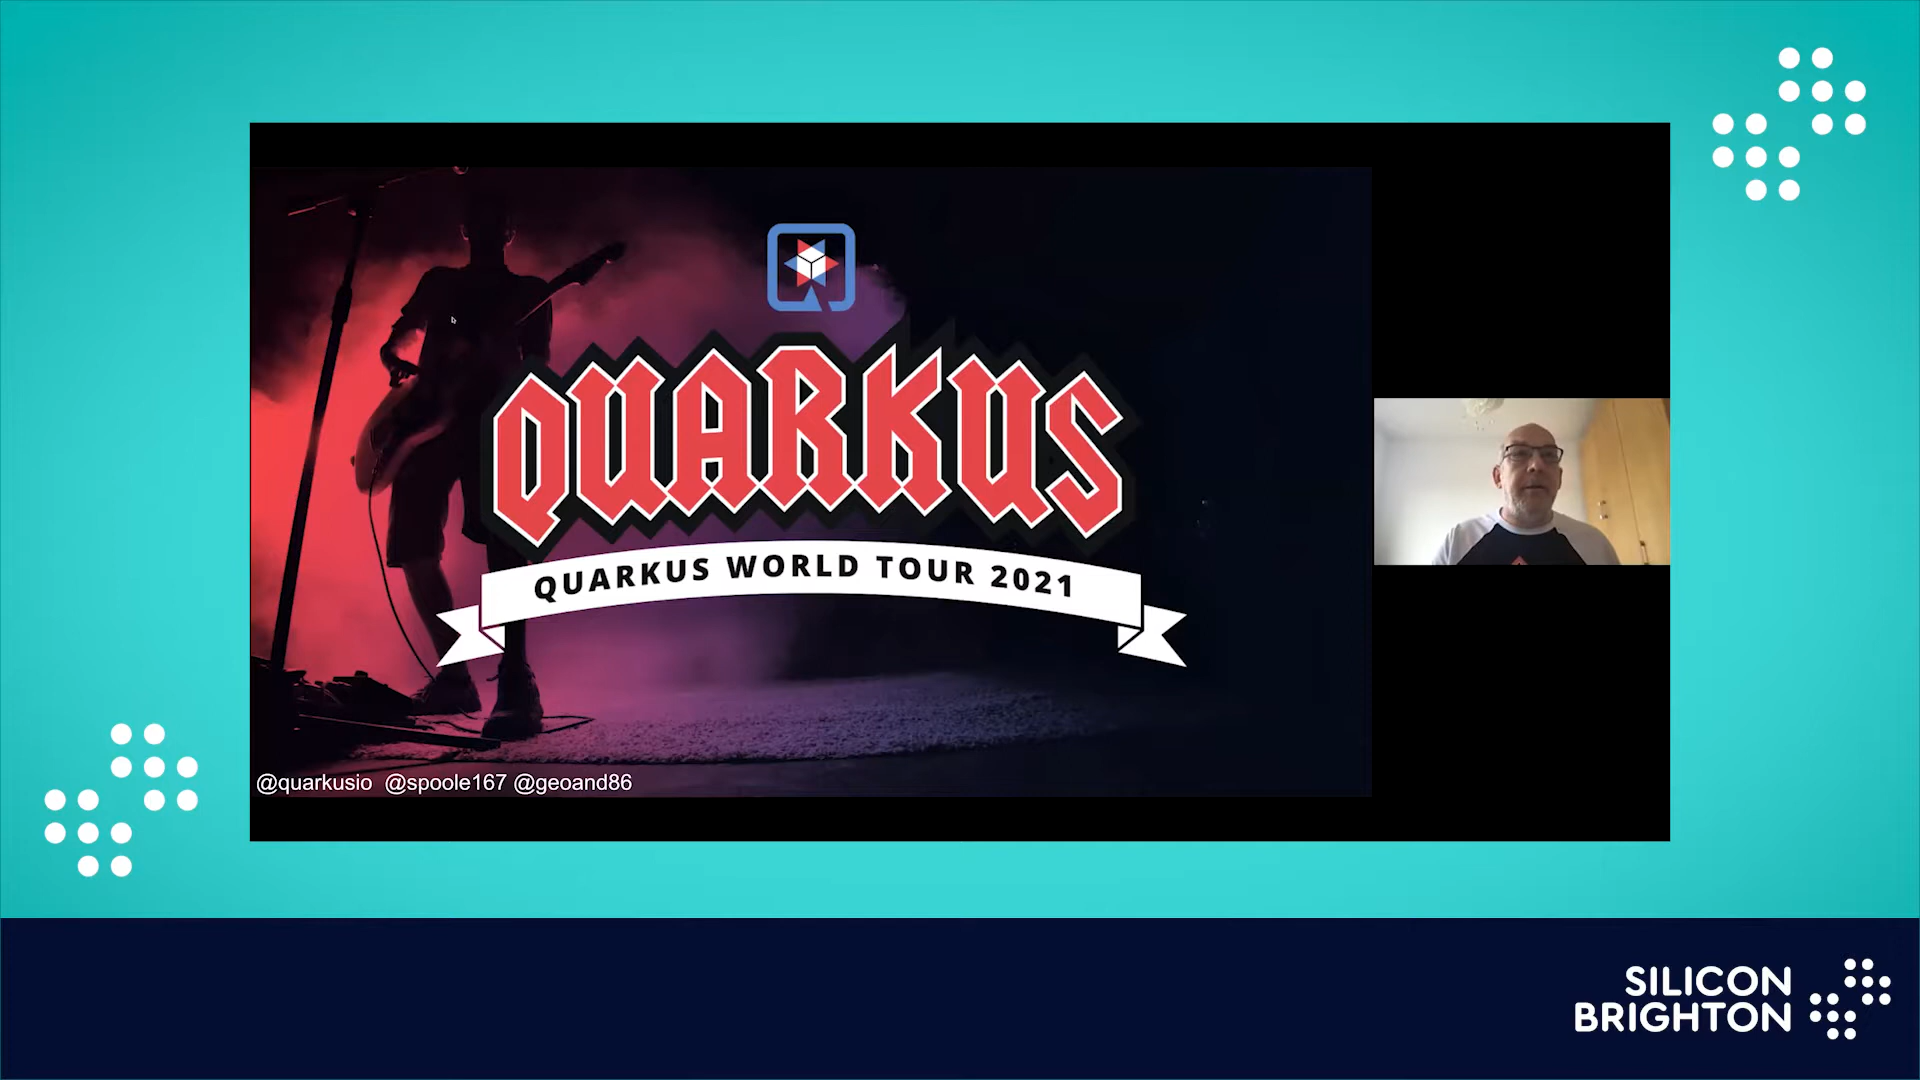 QUARKUS
QUARKUS WORLD TOUR 2021
@quarkusio @spoole167 @geoand86
SILICON
BRIGHTON